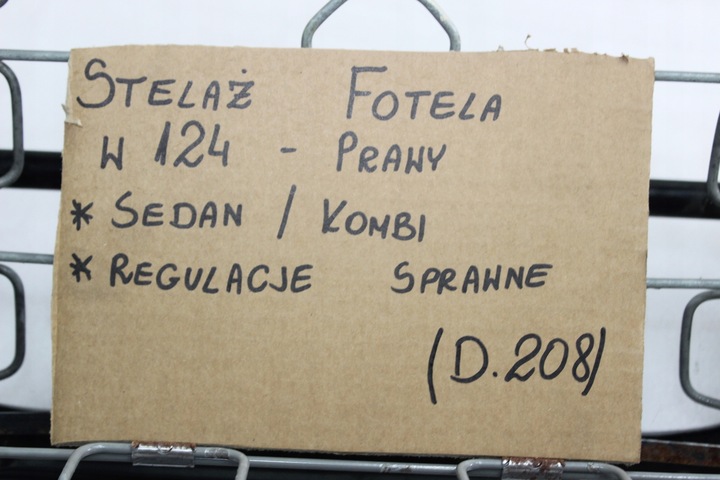 STELAŻ FOTELA
W 124 - PRAWY
* SEDAN / KOMBI
* REGULACJE SPRAWNE
(D.208)